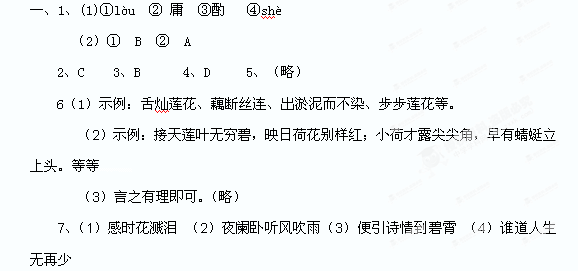 一、1、(1)①lòu ② 庸 ③酌 ④shè
(2)① B ② A
2、C 3、B 4、D 5、（略）
6（1）示例：舌灿莲花、藕断丝连、出淤泥而不染、步步莲花等。
（2）示例：接天莲叶无穷碧，映日荷花别样红；小荷才露尖尖角，早有蜻蜓立
上头。等等
（3）言之有理即可。（略）
7、（1）感时花溅泪 （2）夜阑卧听风吹雨（3）便引诗情到碧霄 （4）谁道人生
无再少